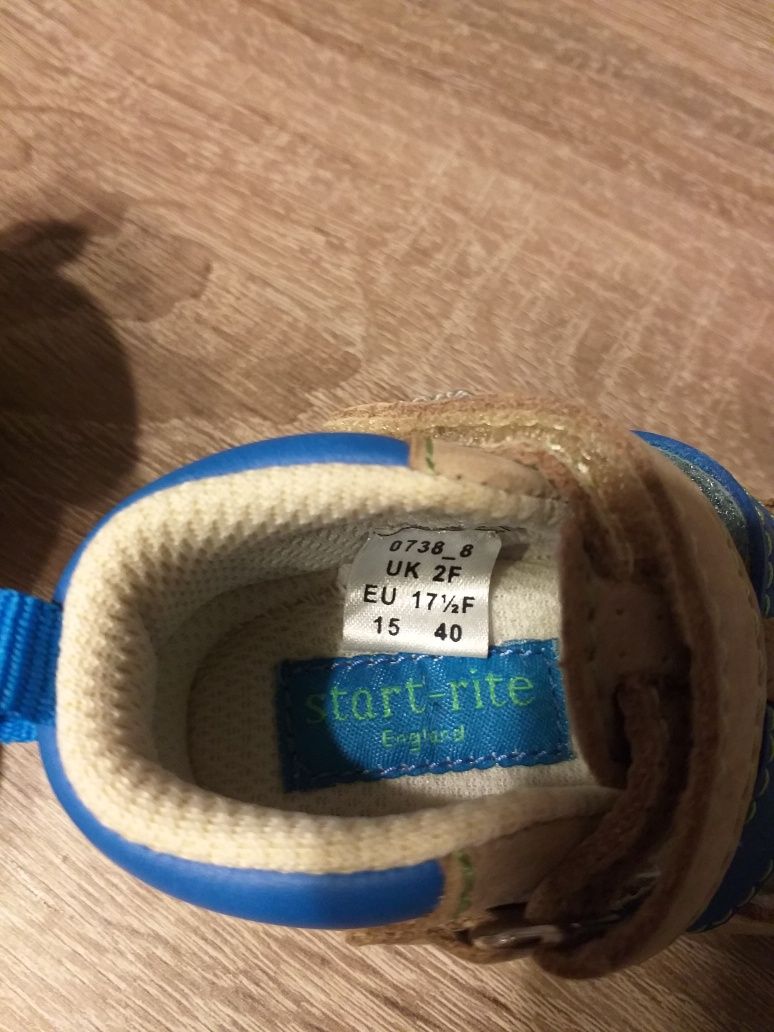 0738_8
UK 2F
EU 17½F
15 40
start-rite
England